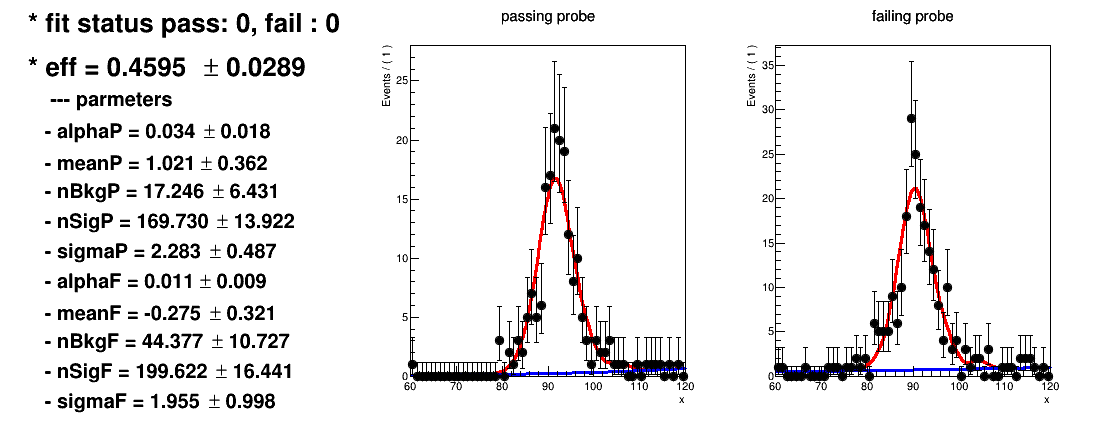 * fit status pass: 0, fail : 0
* eff = 0.4595 ± 0.0289
--- parmeters
- alphaP = 0.034 ± 0.018
- meanP = 1.021 ± 0.362
- nBkgP = 17.246 ± 6.431
- nSigP = 169.730 ± 13.922
- sigmaP = 2.283 ± 0.487
- alphaF = 0.011 ± 0.009
- meanF = -0.275 ± 0.321
- nBkgF = 44.377 ± 10.727
- nSigF = 199.622 ± 16.441
- sigmaF = 1.955 ± 0.998
passing probe
Events / ( 1 )
25
20
15
10
5
0
60 70 80 90 100 110 120
x
failing probe
Events / ( 1 )
35
30
25
20
15
10
5
0
60 70 80 90 100 110 120
x